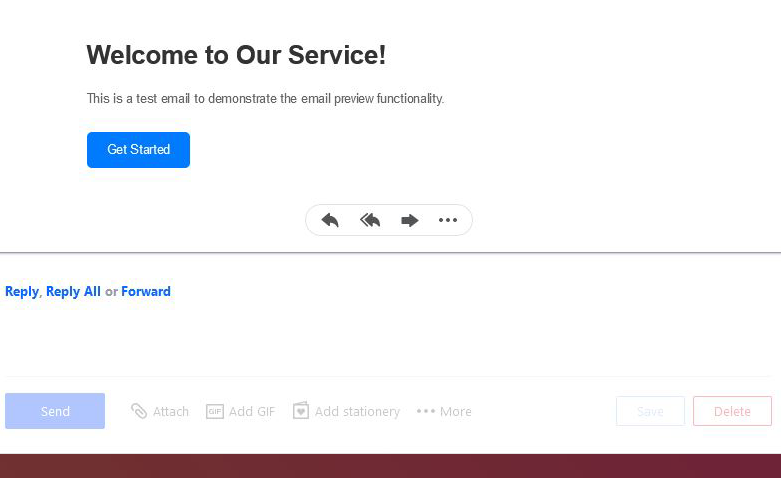 Welcome to Our Service!
This is a test email to demonstrate the email preview functionality.
Get Started
Reply, Reply All or Forward
Send Attach GIF Add GIF Add stationery More Save Delete